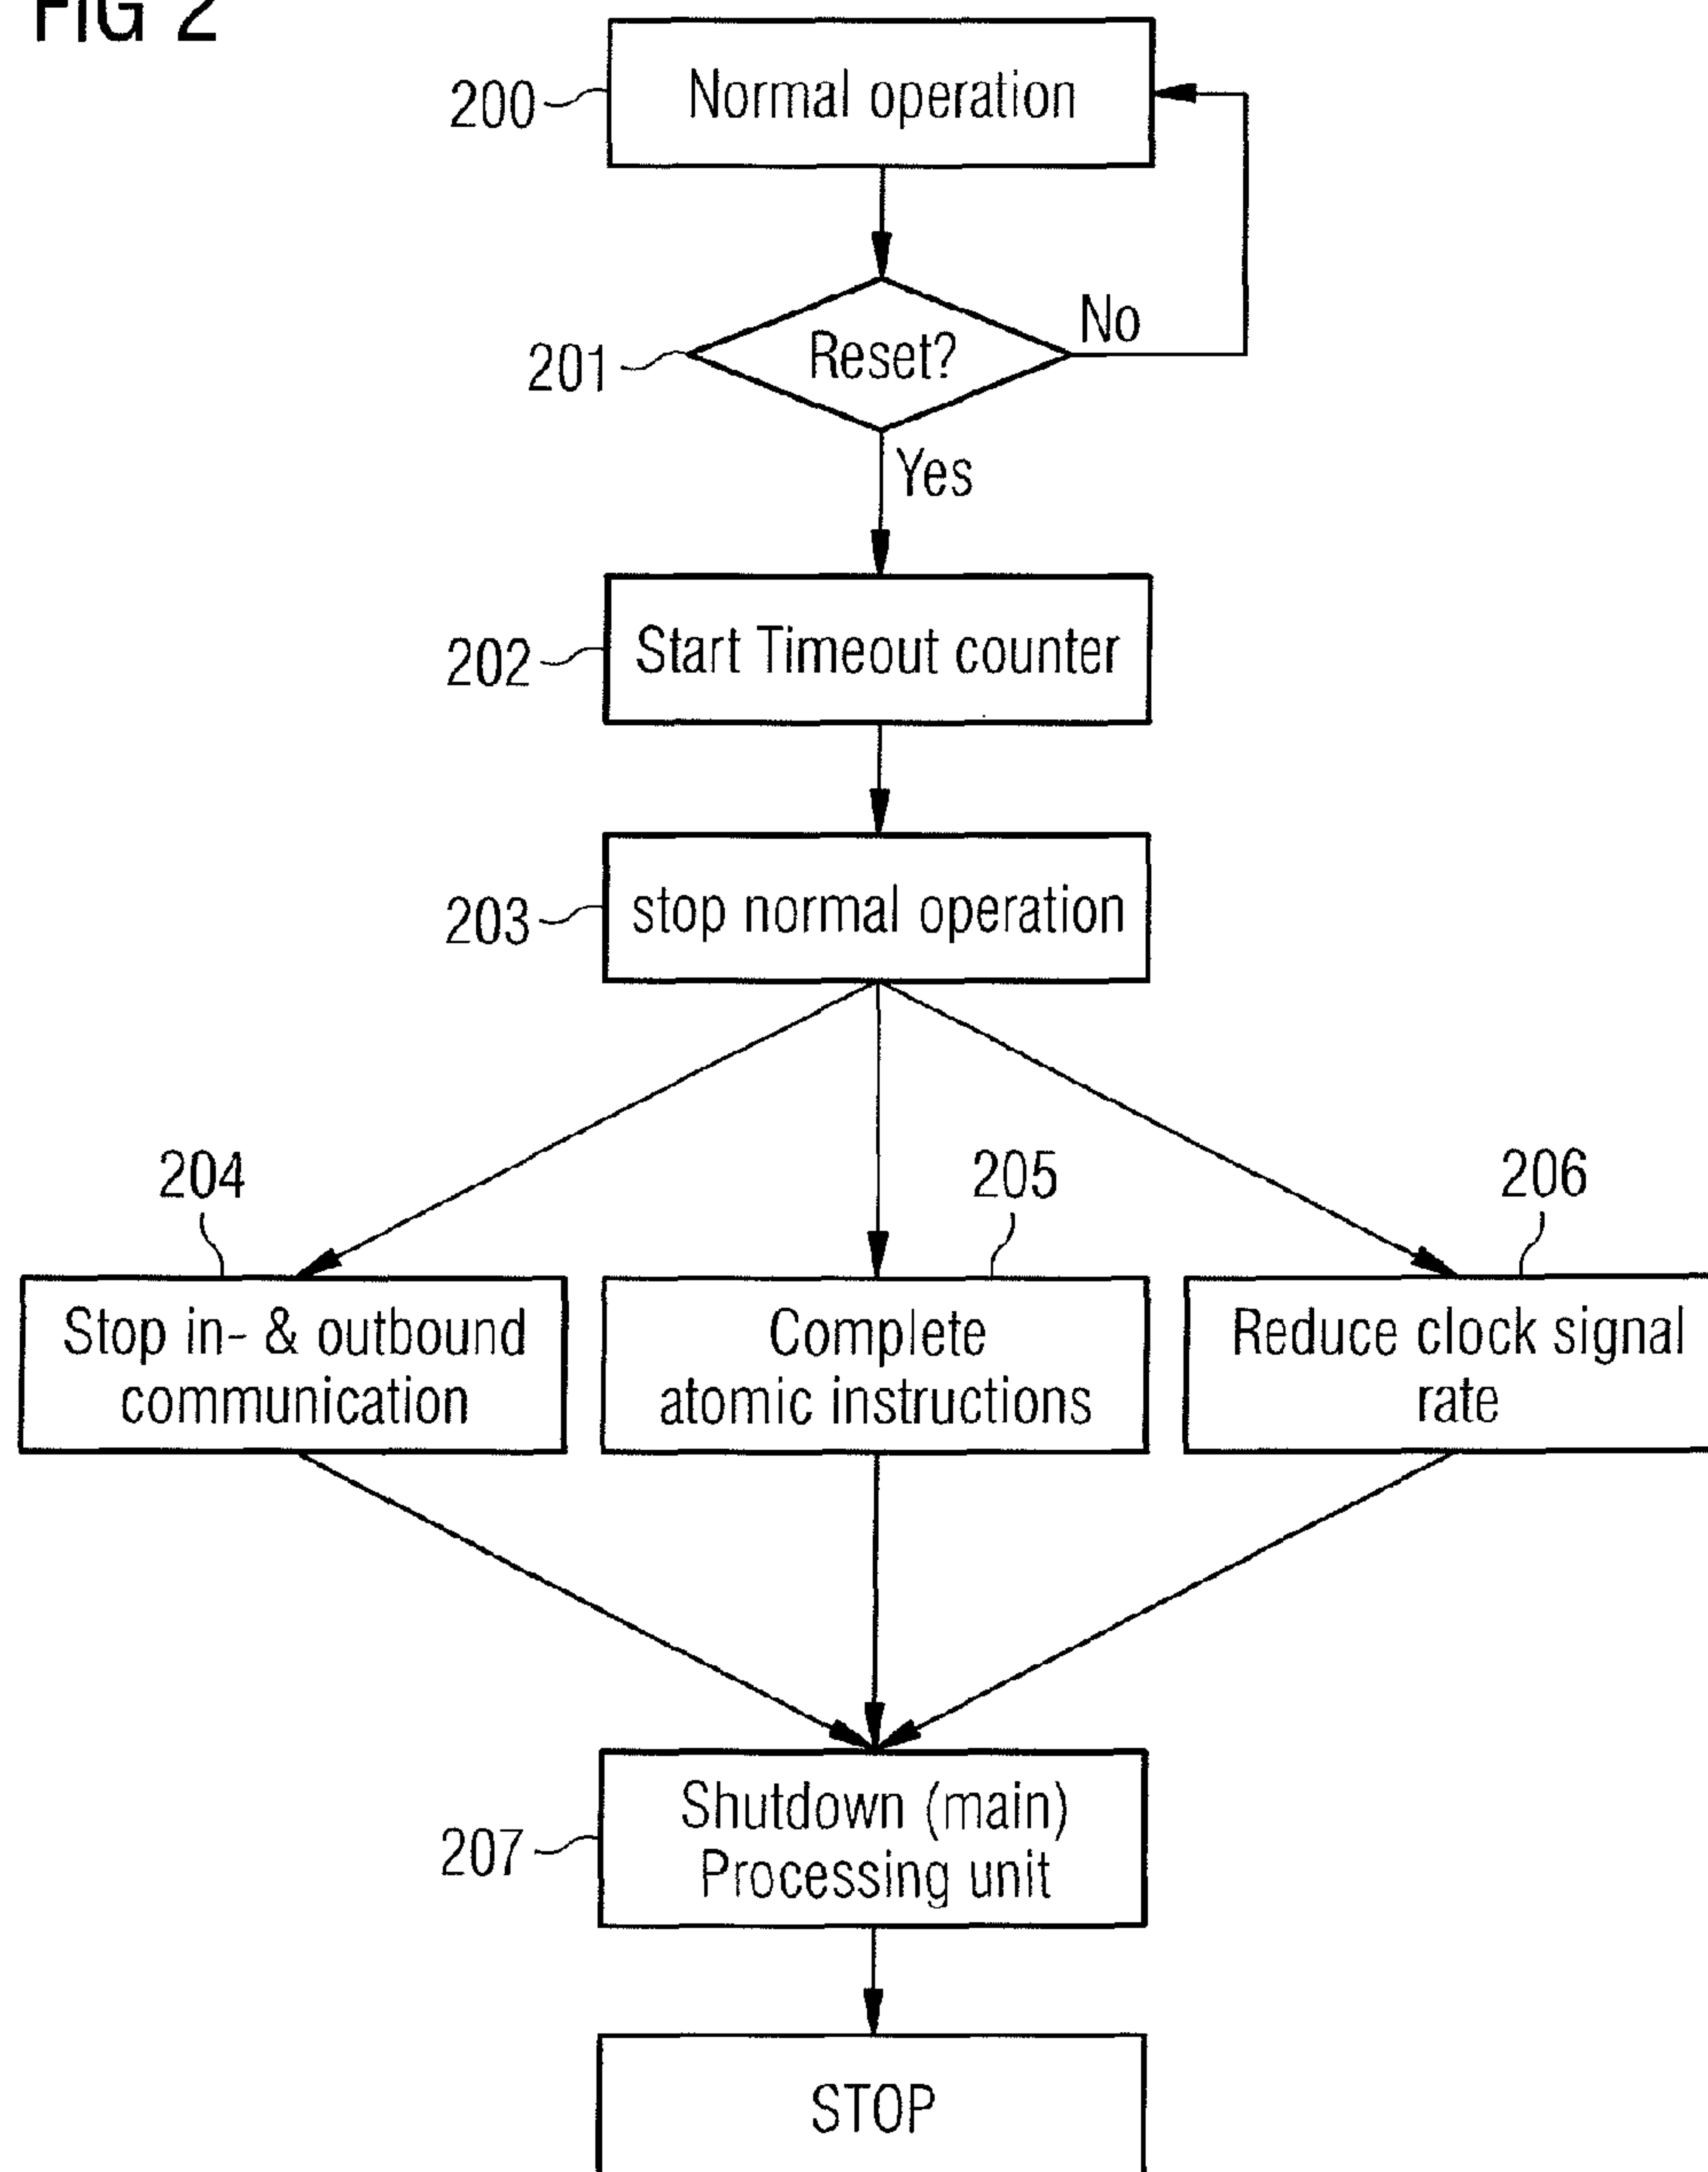 FIG 2
200
Normal operation
201
Reset?
No
Yes
202
Start Timeout counter
203
stop normal operation
204
205
206
Stop in- & outbound
communication
Complete
atomic instructions
Reduce clock signal
rate
207
Shutdown (main)
Processing unit
STOP